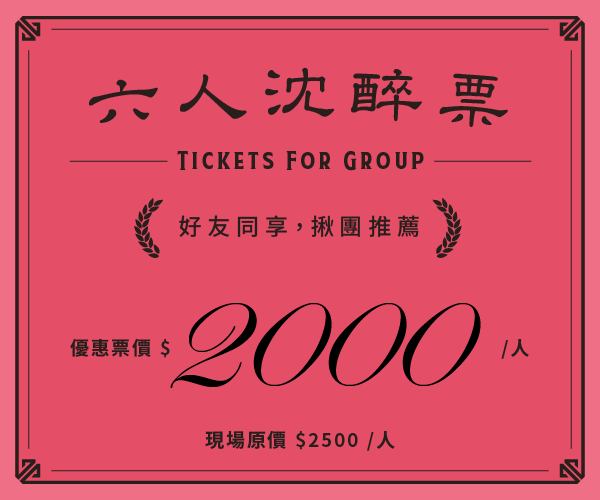 六人沈醉票
TICKETS FOR GROUP
好友同享，揪團推薦
優惠票價 $ 2000 /人
現場原價 $2500 /人